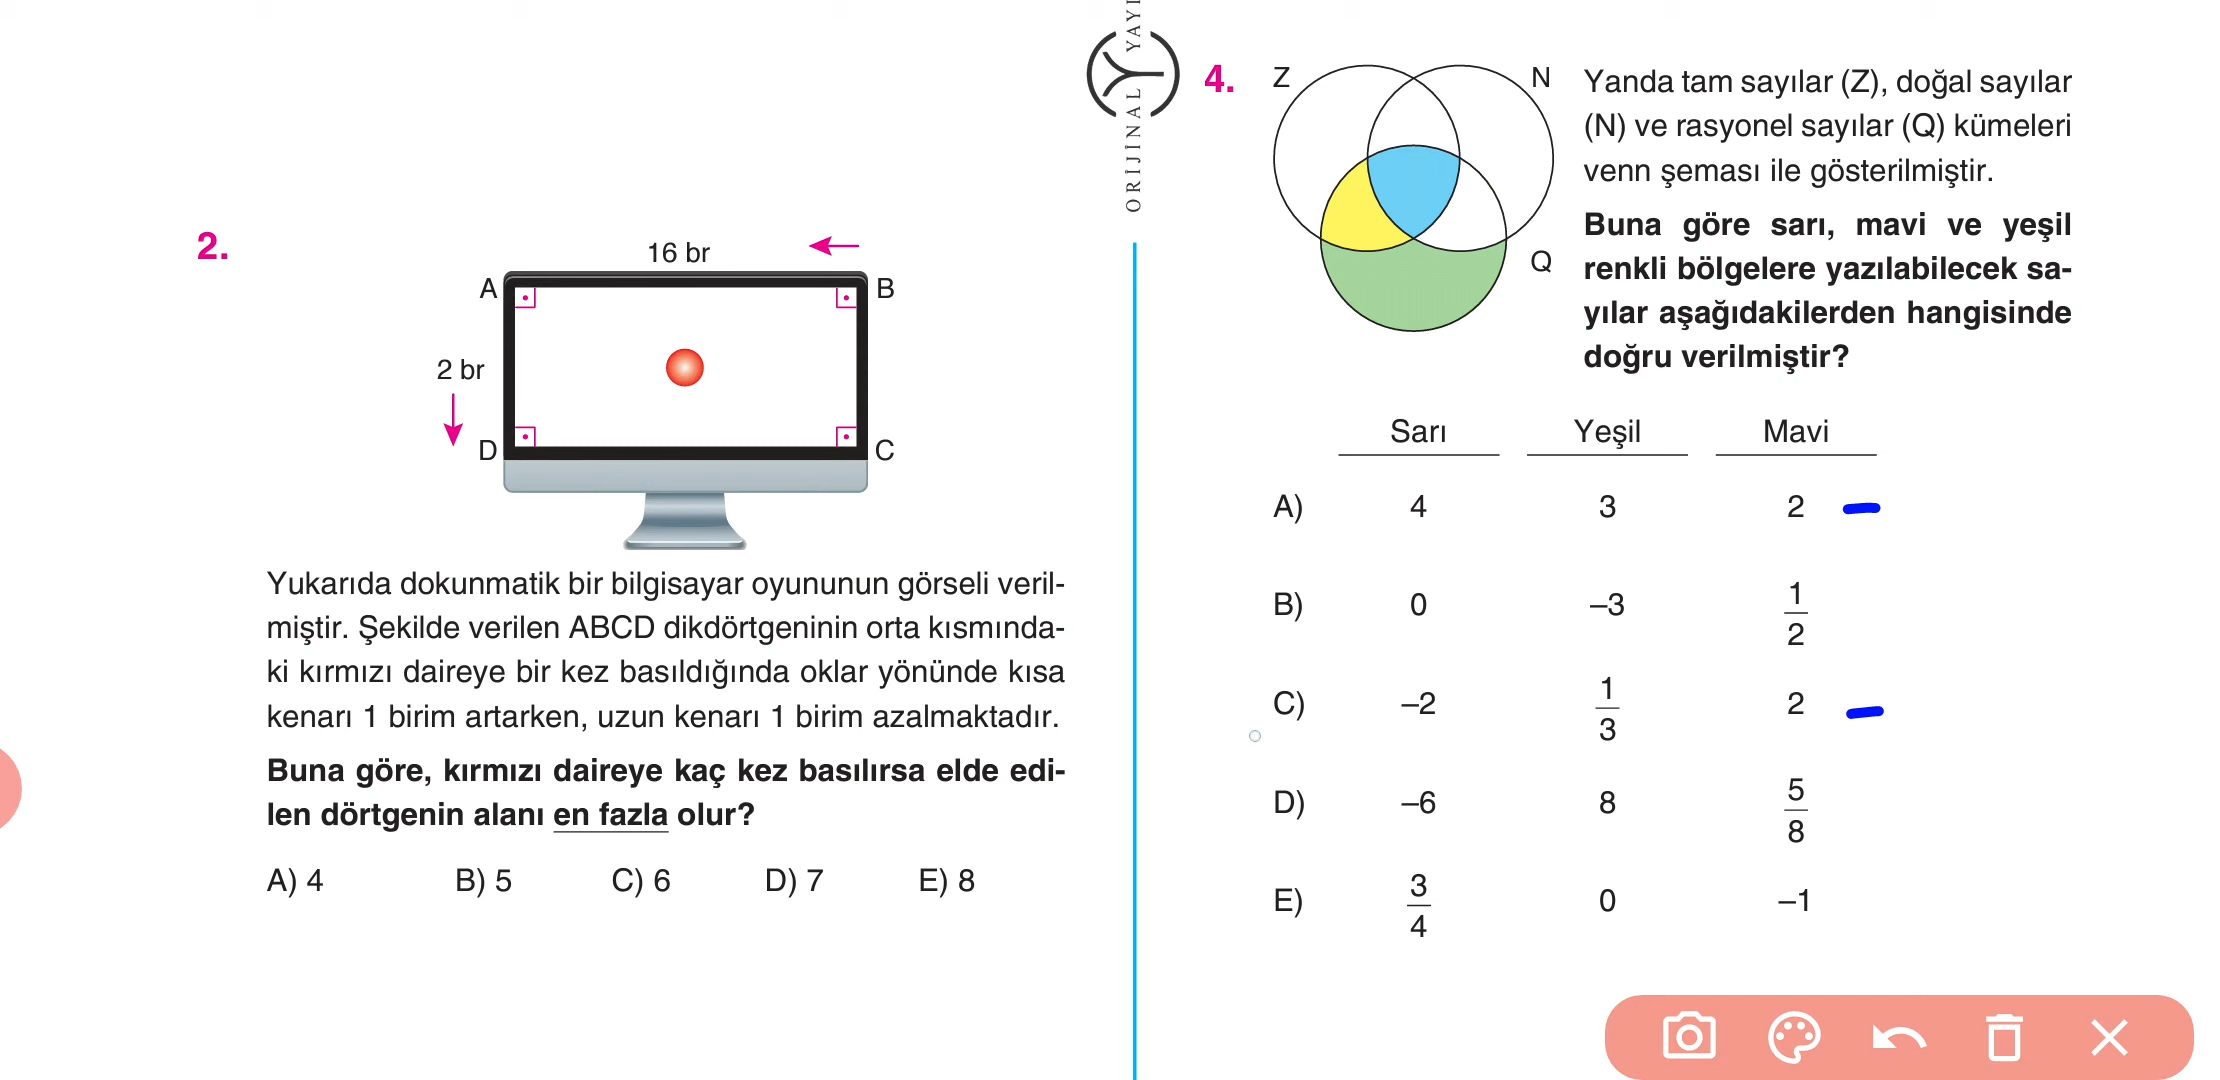 2.
16 br
A
B
2 br
D
C
Yukarıda dokunmatik bir bilgisayar oyununun görseli veril-
miştir. Şekilde verilen ABCD dikdörtgeninin orta kısmında-
ki kırmızı daireye bir kez basıldığında oklar yönünde kısa
kenarı 1 birim artarken, uzun kenarı 1 birim azalmaktadır.
Buna göre, kırmızı daireye kaç kez basılırsa elde edi-
len dörtgenin alanı en fazla olur?
A) 4 B) 5 C) 6 D) 7 E) 8
ORİJİNAL YAYI
4.
Z
N
Q
Yanda tam sayılar (Z), doğal sayılar
(N) ve rasyonel sayılar (Q) kümeleri
venn şeması ile gösterilmiştir.
Buna göre sarı, mavi ve yeşil
renkli bölgelere yazılabilecek sa-
yılar aşağıdakilerden hangisinde
doğru verilmiştir?
Sarı Yeşil Mavi
A) 4 3 2
B) 0 –3 1/2
C) –2 1/3 2
D) –6 8 5/8
E) 3/4 0 –1